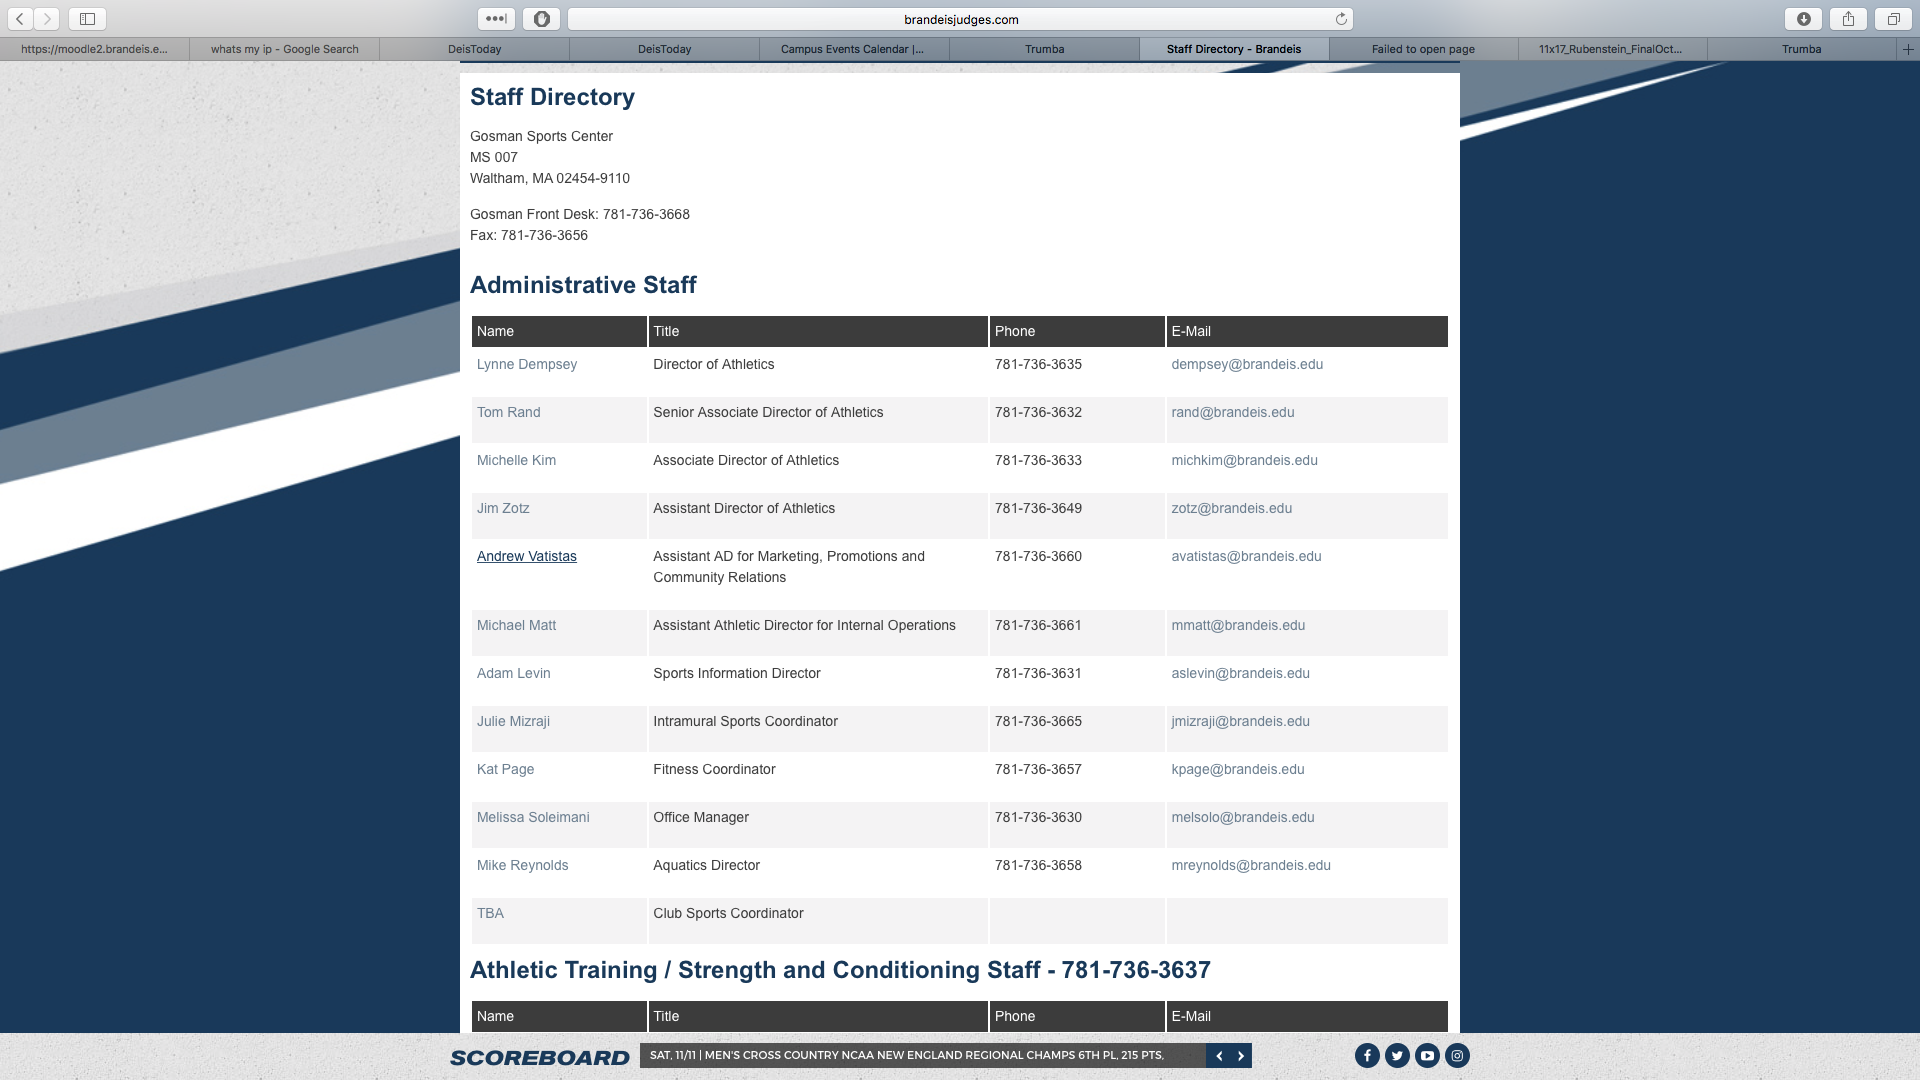 brandeisjudges.com
https://moodle2.brandeis.e... whats my ip - Google Search DeisToday DeisToday Campus Events Calendar |... Trumba Staff Directory - Brandeis Failed to open page 11x17_Rubenstein_FinalOct... Trumba
Staff Directory
Gosman Sports Center
MS 007
Waltham, MA 02454-9110
Gosman Front Desk: 781-736-3668
Fax: 781-736-3656
Administrative Staff
Name Title Phone E-Mail
Lynne Dempsey Director of Athletics 781-736-3635 dempsey@brandeis.edu
Tom Rand Senior Associate Director of Athletics 781-736-3632 rand@brandeis.edu
Michelle Kim Associate Director of Athletics 781-736-3633 michkim@brandeis.edu
Jim Zotz Assistant Director of Athletics 781-736-3649 zotz@brandeis.edu
Andrew Vatistas Assistant AD for Marketing, Promotions and 781-736-3660 avatistas@brandeis.edu
Community Relations
Michael Matt Assistant Athletic Director for Internal Operations 781-736-3661 mmatt@brandeis.edu
Adam Levin Sports Information Director 781-736-3631 aslevin@brandeis.edu
Julie Mizraji Intramural Sports Coordinator 781-736-3665 jmizraji@brandeis.edu
Kat Page Fitness Coordinator 781-736-3657 kpage@brandeis.edu
Melissa Soleimani Office Manager 781-736-3630 melsolo@brandeis.edu
Mike Reynolds Aquatics Director 781-736-3658 mreynolds@brandeis.edu
TBA Club Sports Coordinator
Athletic Training / Strength and Conditioning Staff - 781-736-3637
Name Title Phone E-Mail
SCOREBOARD SAT, 11/11 | MEN'S CROSS COUNTRY NCAA NEW ENGLAND REGIONAL CHAMPS 6TH PL, 215 PTS,